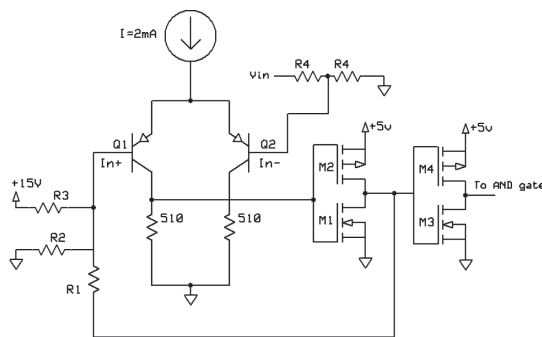 I=2mA
R4 R4
Vin
+5v
+5v
Q1
Q2
In+
In-
M2
M4
+15V
To AND gate
R3
510
510
M1
M3
R2
R1